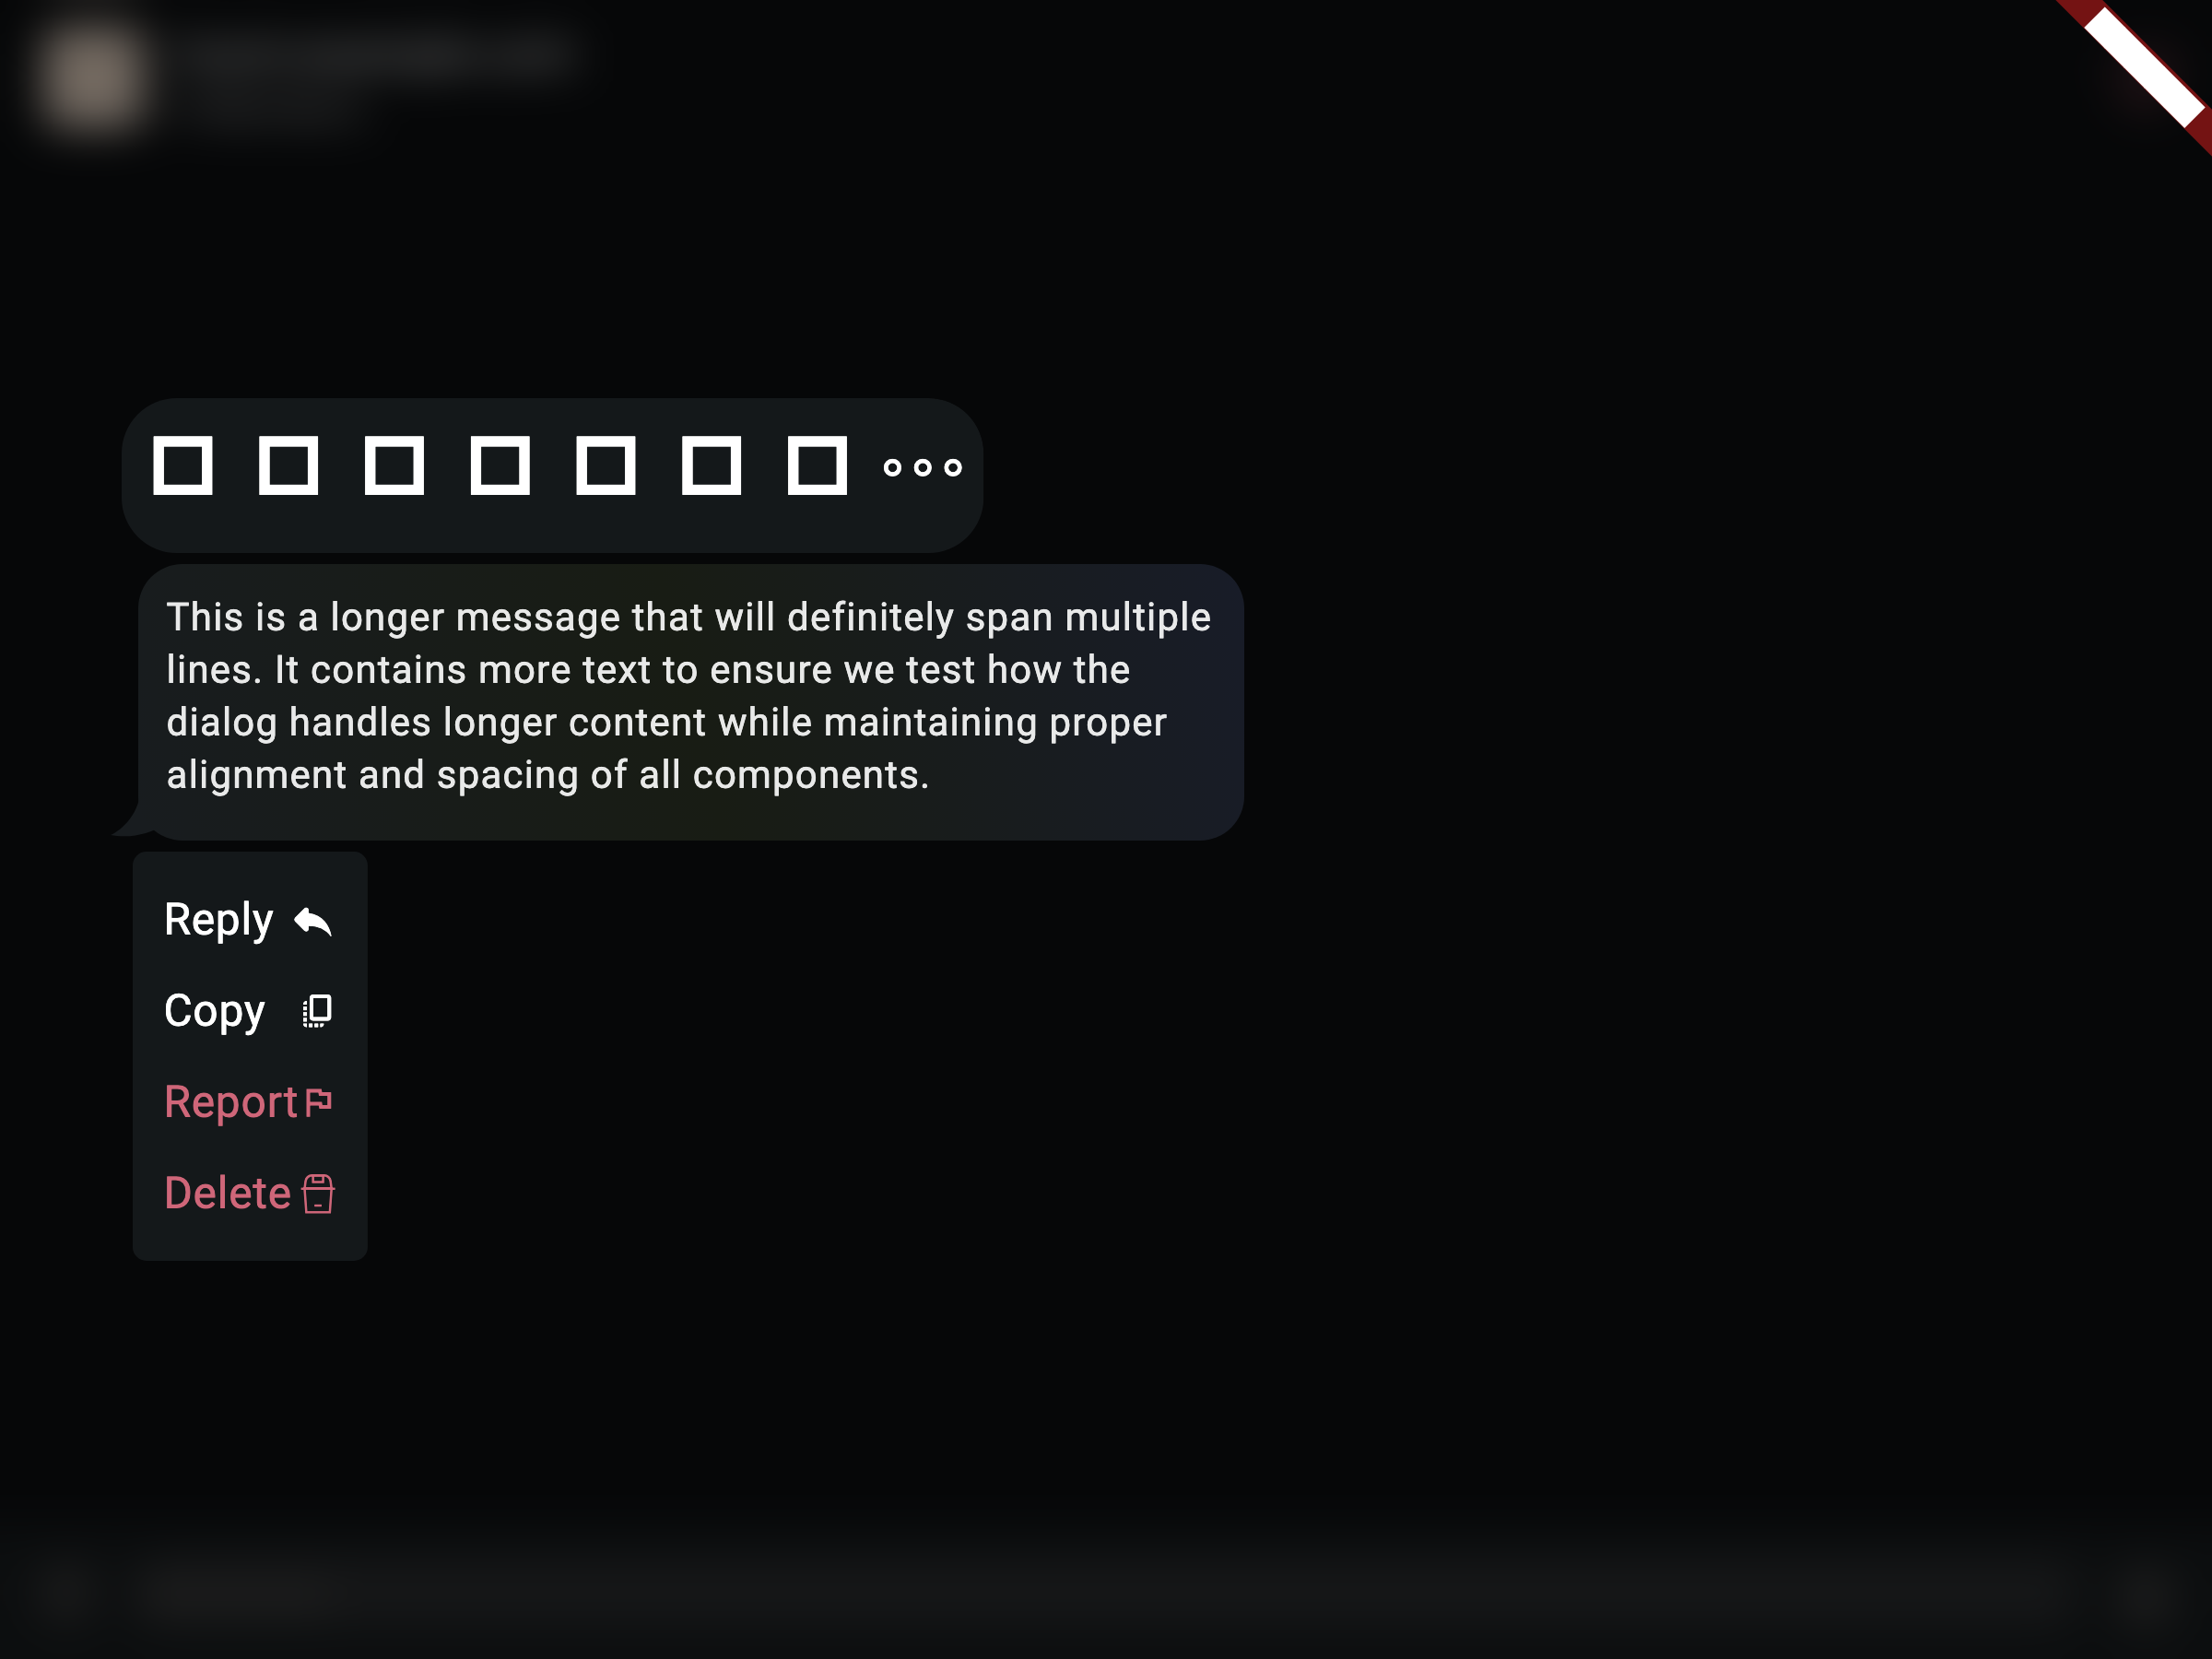 This is a longer message that will definitely span multiple
lines. It contains more text to ensure we test how the
dialog handles longer content while maintaining proper
alignment and spacing of all components.
Reply
Copy
Report
Delete